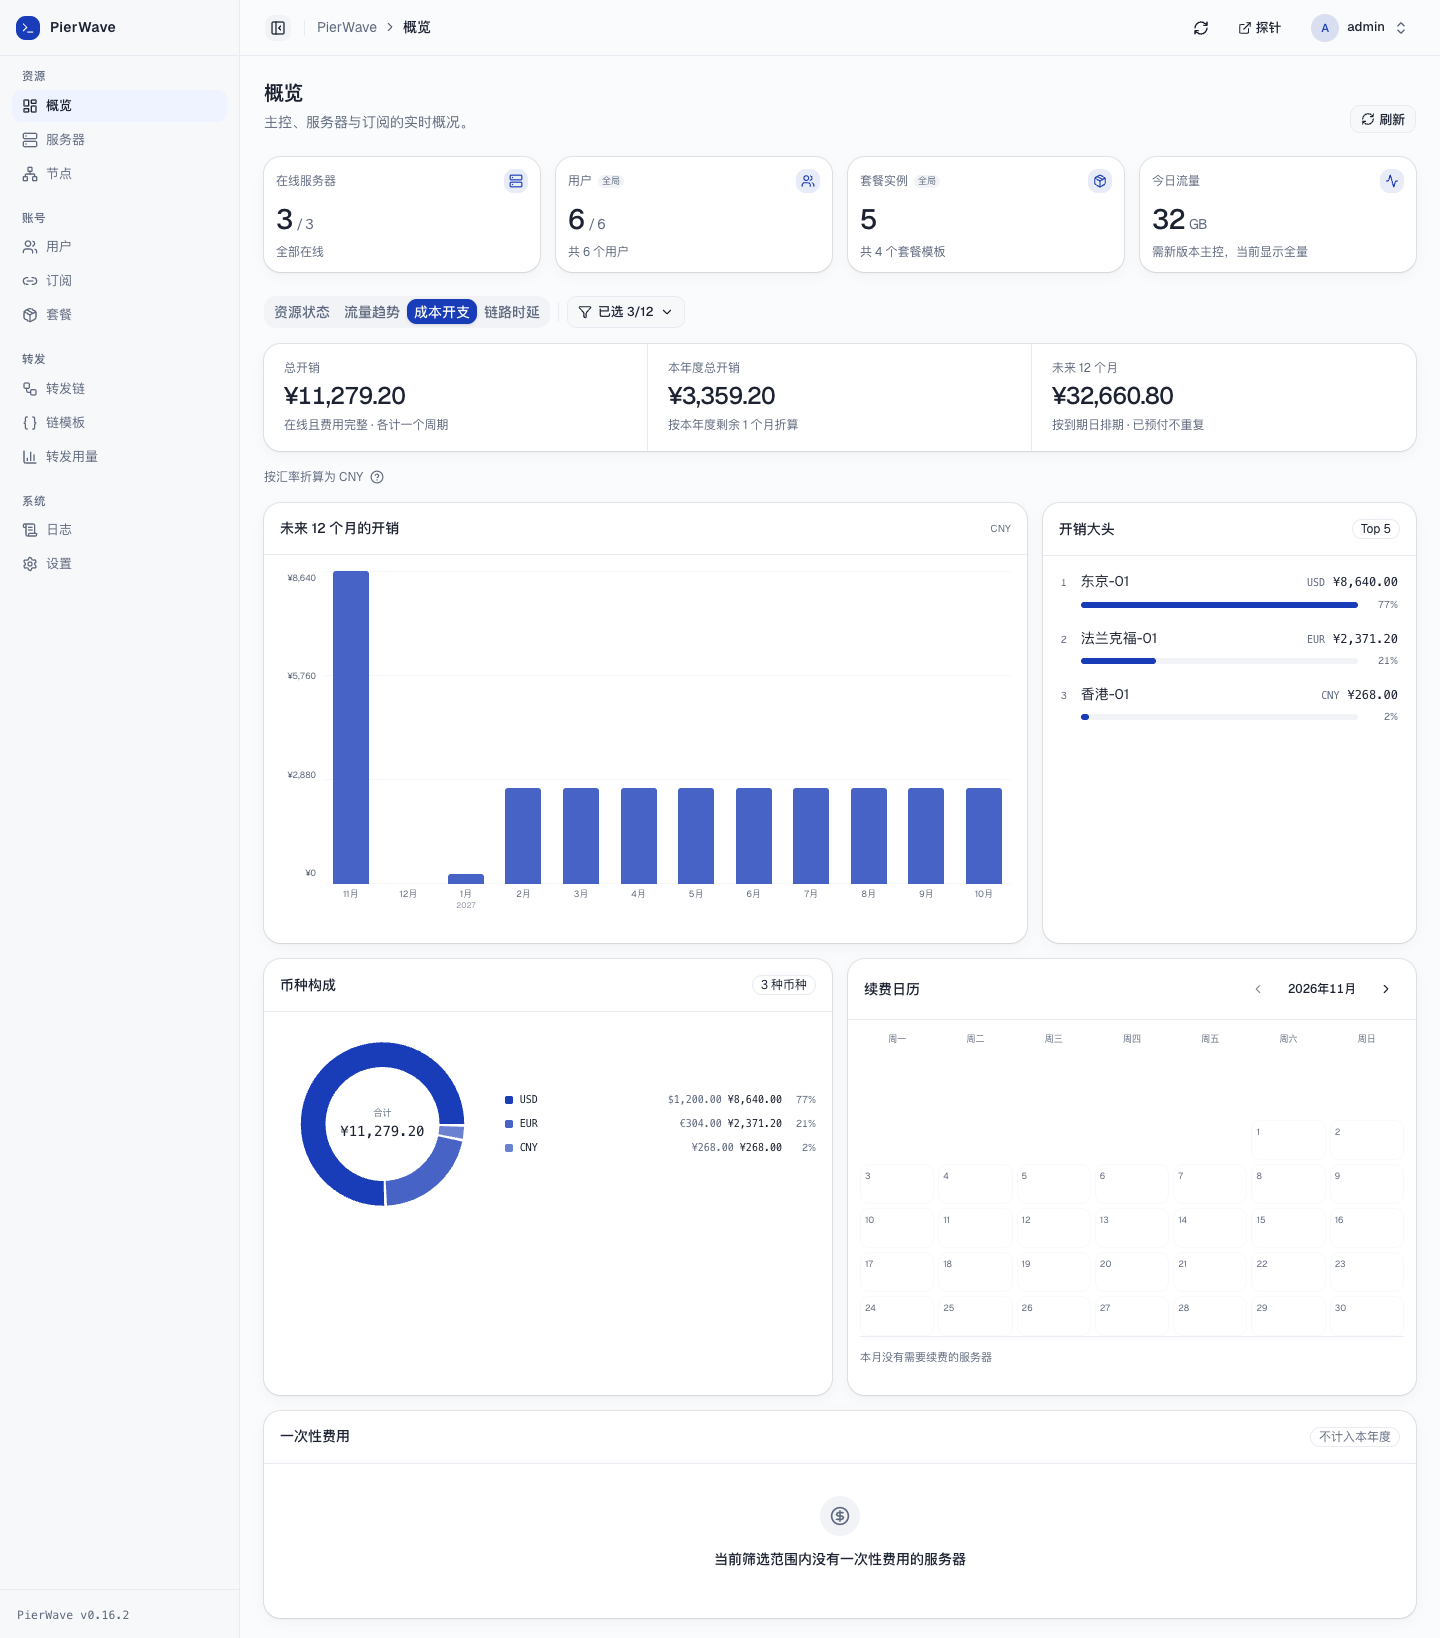 PierWave
资源
概览
服务器
节点
账号
用户
订阅
套餐
转发
转发链
链模板
转发用量
系统
日志
设置
PierWave v0.16.2
PierWave > 概览
探针
A admin
概览
主控、服务器与订阅的实时概况。
刷新
在线服务器
3 / 3
全部在线
用户 全局
6 / 6
共 6 个用户
套餐实例 全局
5
共 4 个套餐模板
今日流量
32 GB
需新版本主控，当前显示全量
资源状态 流量趋势 成本开支 链路时延 已选 3/12
总开销
¥11,279.20
在线且费用完整 · 各计一个周期
本年度总开销
¥3,359.20
按本年度剩余 1 个月折算
未来 12 个月
¥32,660.80
按到期日排期 · 已预付不重复
按汇率折算为 CNY
未来 12 个月的开销 CNY
¥8,640
¥5,760
¥2,880
¥0
11月 12月 1月 2月 3月 4月 5月 6月 7月 8月 9月 10月
2027
开销大头 Top 5
1 东京-01 USD ¥8,640.00
77%
2 法兰克福-01 EUR ¥2,371.20
21%
3 香港-01 CNY ¥268.00
2%
币种构成 3 种币种
合计
¥11,279.20
USD $1,200.00 ¥8,640.00 77%
EUR €304.00 ¥2,371.20 21%
CNY ¥268.00 ¥268.00 2%
续费日历 2026年11月
周一 周二 周三 周四 周五 周六 周日
1 2
3 4 5 6 7 8 9
10 11 12 13 14 15 16
17 18 19 20 21 22 23
24 25 26 27 28 29 30
本月没有需要续费的服务器
一次性费用 不计入本年度
当前筛选范围内没有一次性费用的服务器